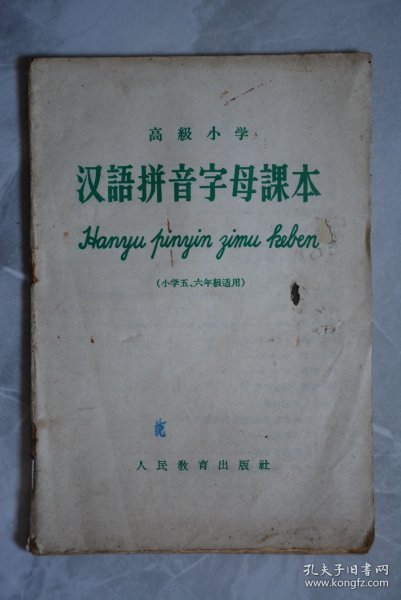 高級小学
汉語拼音字母課本
Hanyu pinyin zimu keben
(小学五、六年級适用)
人民教育出版社
孔夫子旧书网
www.kongfz.com